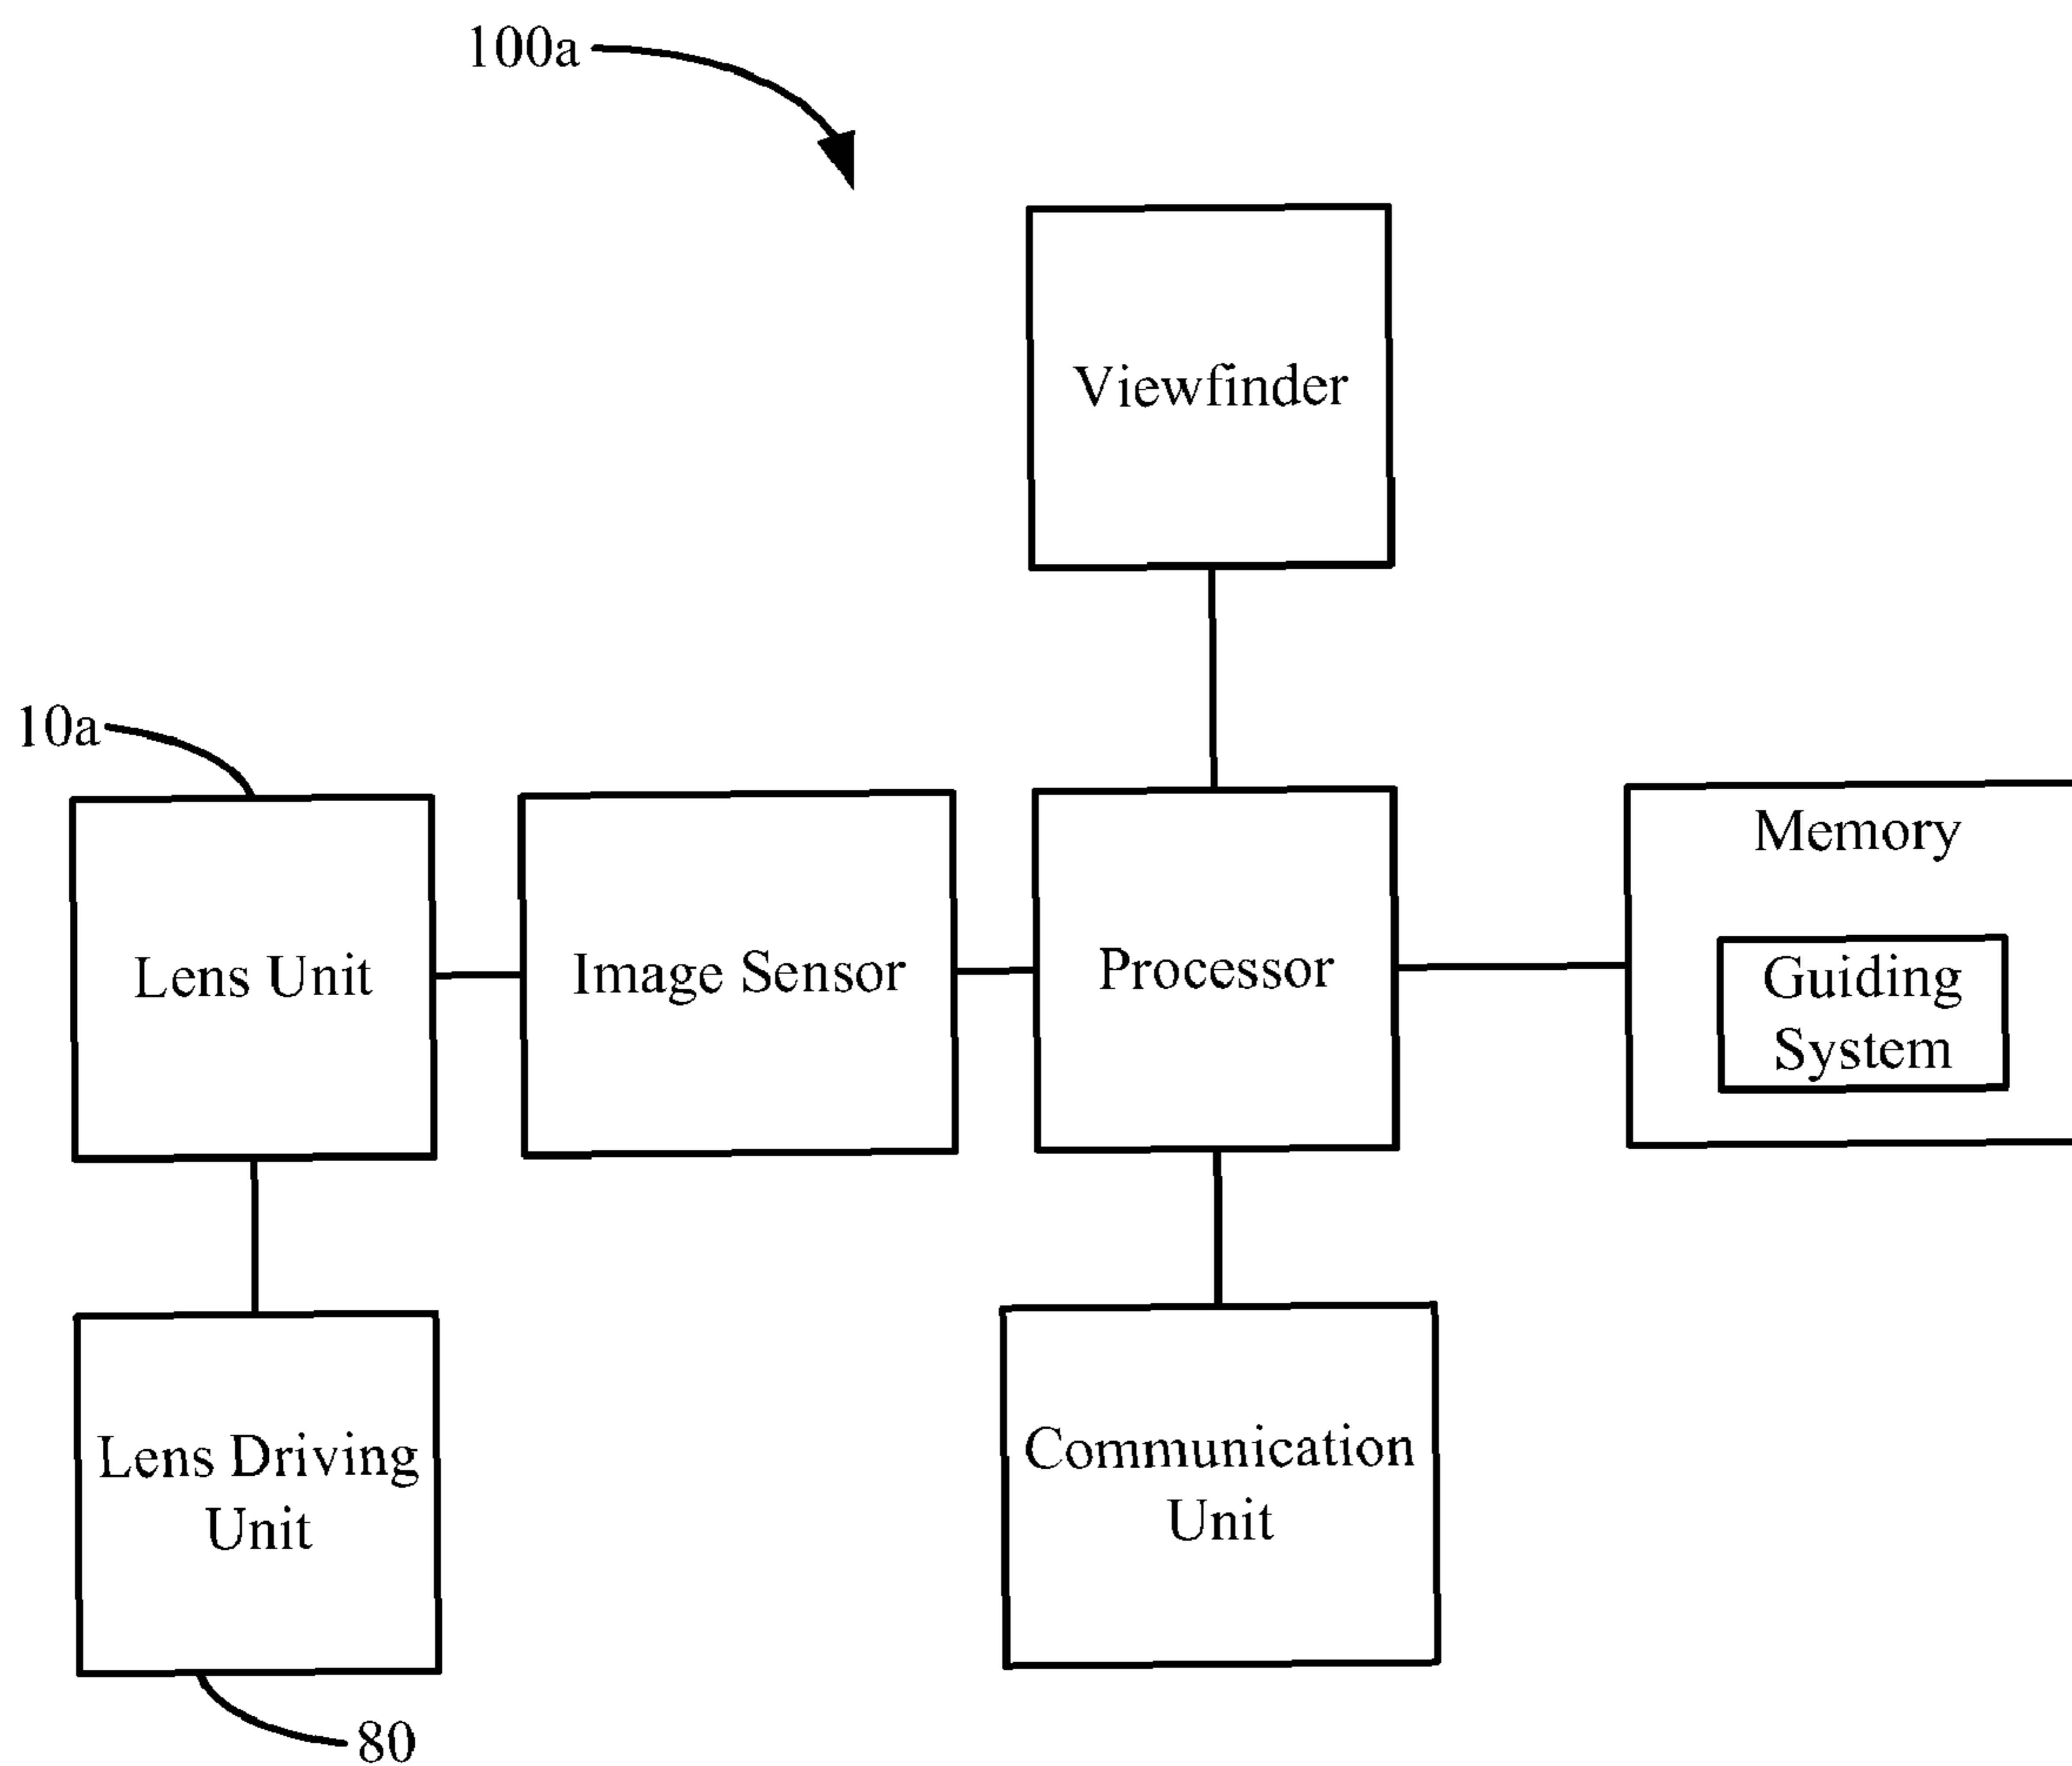 100a
Viewfinder
10a
Lens Unit
Image Sensor
Processor
Memory
Guiding
System
Lens Driving
Unit
Communication
Unit
80